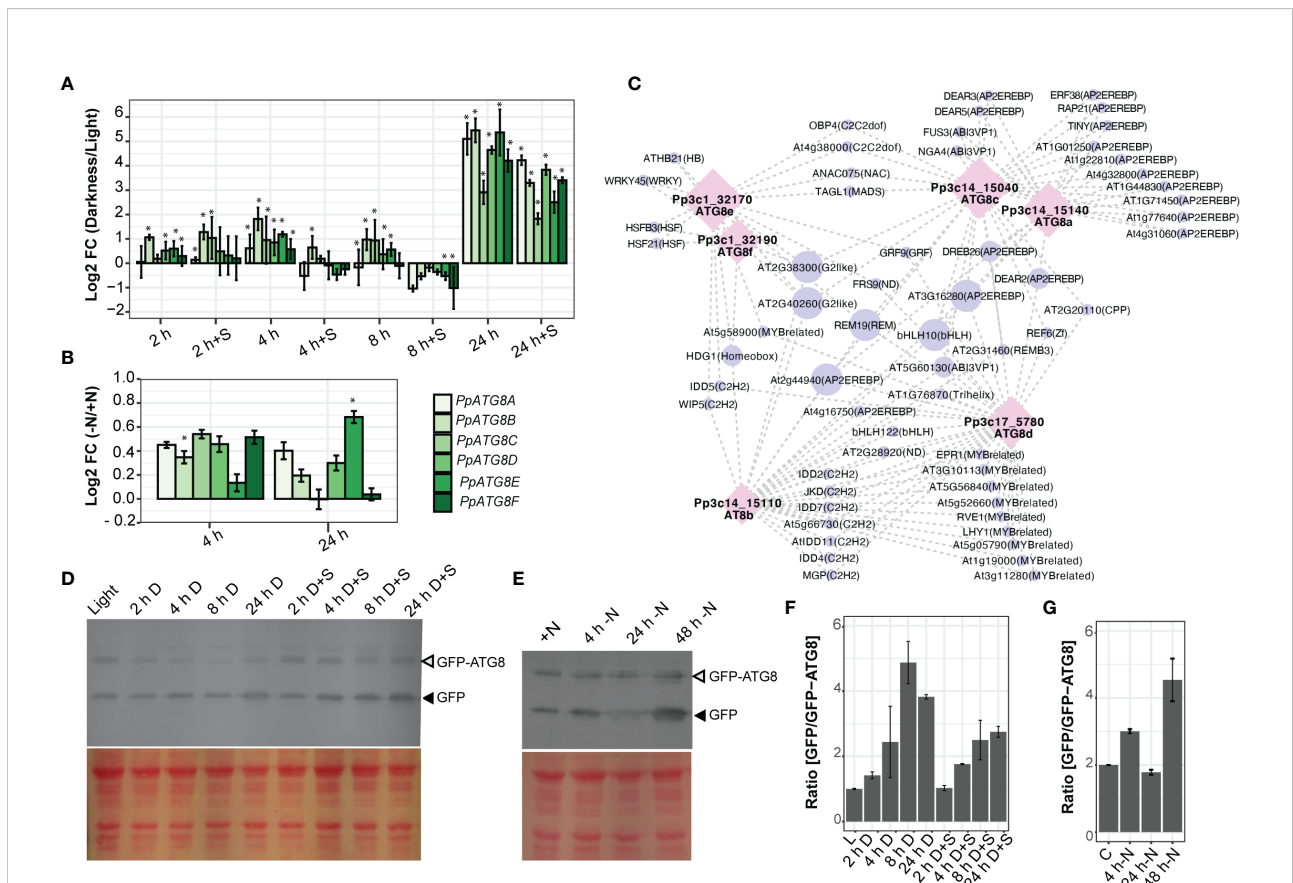 A
Log2 FC (Darkness/Light)
6
5
4
3
2
1
0
−1
−2
2 h
2 h+S
4 h
4 h+S
8 h
8 h+S
24 h
24 h+S
B
Log2 FC (-N/+N)
1.0
0.8
0.6
0.4
0.2
0.0
- 0.2
4 h
24 h
PpATG8A
PpATG8B
PpATG8C
PpATG8D
PpATG8E
PpATG8F
C
DEAR3(AP2EREBP)
ERF38(AP2EREBP)
DEAR5(AP2EREBP)
RAP21(AP2EREBP)
OBP4(C2C2dof)
FUS3(ABI3VP1)
TINY(AP2EREBP)
At4g38000(C2C2dof)
NGA4(ABI3VP1)
AT1G01250(AP2EREBP)
ATHB21(HB)
At1g22810(AP2EREBP)
WRKY45(WRKY)
ANAC075(NAC)
At4g32800(AP2EREBP)
TAGL1(MADS)
AT1G44830(AP2EREBP)
Pp3c1_32170
ATG8e
Pp3c14_15040
ATG8c
Pp3c14_15140
ATG8a
AT1G71450(AP2EREBP)
At1g77640(AP2EREBP)
At4g31060(AP2EREBP)
HSFB3(HSF)
HSF21(HSF)
Pp3c1_32190
ATG8f
GRF9(GRF)
DREB26(AP2EREBP)
AT2G38300(G2like)
FRS9(ND)
DEAR2(AP2EREBP)
AT2G40260(G2like)
AT3G16280(AP2EREBP)
AT2G20110(CPP)
At5g58900(MYBrelated)
REM19(REM)
bHLH10(bHLH)
REF6(Zf)
HDG1(Homeobox)
AT2G31460(REMB3)
AT5G60130(ABI3VP1)
IDD5(C2H2)
At2g44940(AP2EREBP)
WIP5(C2H2)
AT1G76870(Trihelix)
At4g16750(AP2EREBP)
Pp3c17_5780
ATG8d
bHLH122(bHLH)
AT2G28920(ND)
EPR1(MYBrelated)
IDD2(C2H2)
AT3G10113(MYBrelated)
JKD(C2H2)
AT5G56840(MYBrelated)
Pp3c14_15110
AT8b
IDD7(C2H2)
At5g52660(MYBrelated)
At5g66730(C2H2)
RVE1(MYBrelated)
LHY1(MYBrelated)
AtIDD11(C2H2)
At5g05790(MYBrelated)
IDD4(C2H2)
At1g19000(MYBrelated)
MGP(C2H2)
At3g11280(MYBrelated)
D
Light
2 h D
4 h D
8 h D
24 h D
2 h D+S
4 h D+S
8 h D+S
24 h D+S
GFP-ATG8
GFP
E
+N
4 h -N
24 h -N
48 h -N
GFP-ATG8
GFP
F
Ratio [GFP/GFP−ATG8]
6
4
2
0
L
2 h D
4 h D
8 h D
24 h D
2 h D+S
4 h D+S
8 h D+S
24 h D+S
G
Ratio [GFP/GFP−ATG8]
6
4
2
0
C
4 h-N
24 h-N
48 h-N